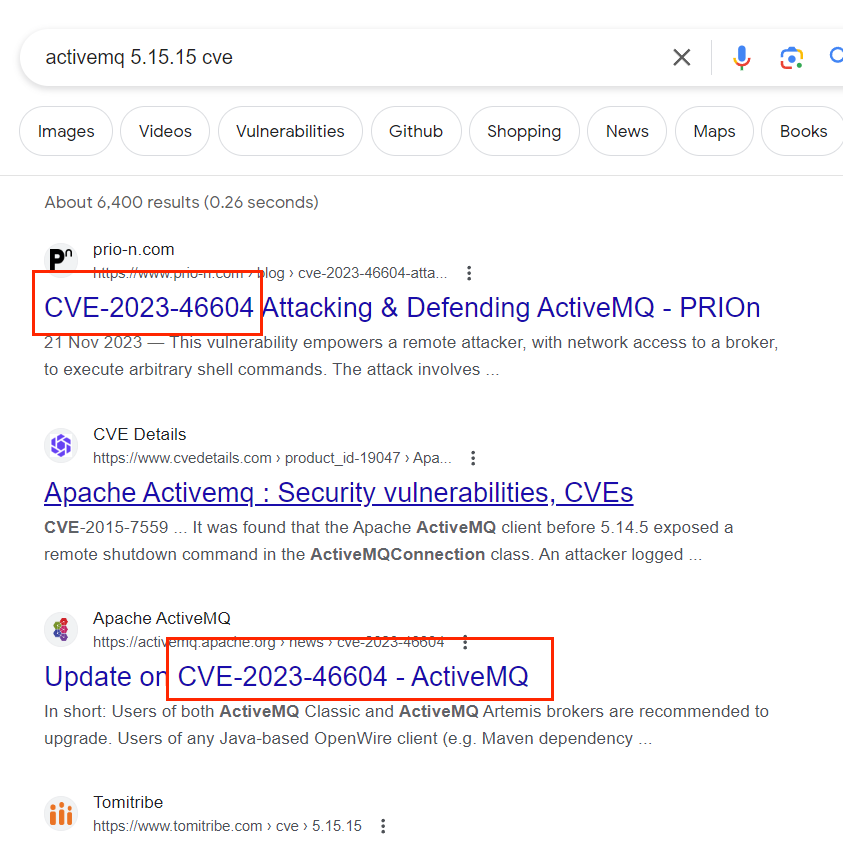 activemq 5.15.15 cve
Images Videos Vulnerabilities Github Shopping News Maps Books
About 6,400 results (0.26 seconds)
Pn
prio-n.com
https://www.prio-n.com › blog › cve-2023-46604-atta...
CVE-2023-46604 Attacking & Defending ActiveMQ - PRIOn
21 Nov 2023 — This vulnerability empowers a remote attacker, with network access to a broker,
to execute arbitrary shell commands. The attack involves ...
CVE Details
https://www.cvedetails.com › product_id-19047 › Apa...
Apache Activemq : Security vulnerabilities, CVEs
CVE-2015-7559 ... It was found that the Apache ActiveMQ client before 5.14.5 exposed a
remote shutdown command in the ActiveMQConnection class. An attacker logged ...
Apache ActiveMQ
https://activemq.apache.org › news › cve-2023-46604
Update on CVE-2023-46604 - ActiveMQ
In short: Users of both ActiveMQ Classic and ActiveMQ Artemis brokers are recommended to
upgrade. Users of any Java-based OpenWire client (e.g. Maven dependency ...
Tomitribe
https://www.tomitribe.com › cve › 5.15.15